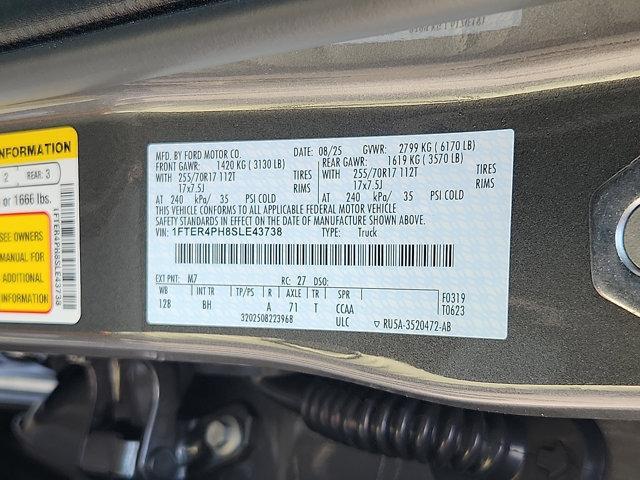 NFORMATION
2 REAR: 3
or 1666 lbs.
SEE OWNERS
MANUAL FOR
ADDITIONAL
INFORMATION
1FTER4PH8SLE43738
MFD. BY FORD MOTOR CO. DATE: 08/25 GVWR: 2799 KG ( 6170 LB)
FRONT GAWR: 1420 KG ( 3130 LB) REAR GAWR: 1619 KG ( 3570 LB)
WITH 255/70R17 112T TIRES WITH 255/70R17 112T TIRES
17x7.5J RIMS 17x7.5J RIMS
AT 240 kPa/ 35 PSI COLD AT 240 kPa/ 35 PSI COLD
THIS VEHICLE CONFORMS TO ALL APPLICABLE FEDERAL MOTOR VEHICLE
SAFETY STANDARDS IN EFFECT ON THE DATE OF MANUFACTURE SHOWN ABOVE.
VIN: 1FTER4PH8SLE43738 TYPE: Truck
EXT PNT: M7 RC: 27 DSO:
WB INT TR TP/PS R AXLE TR SPR F0319
12B BH A 71 T CCAA T0623
3202508223968 ULC ▽ RU5A-3520472-AB